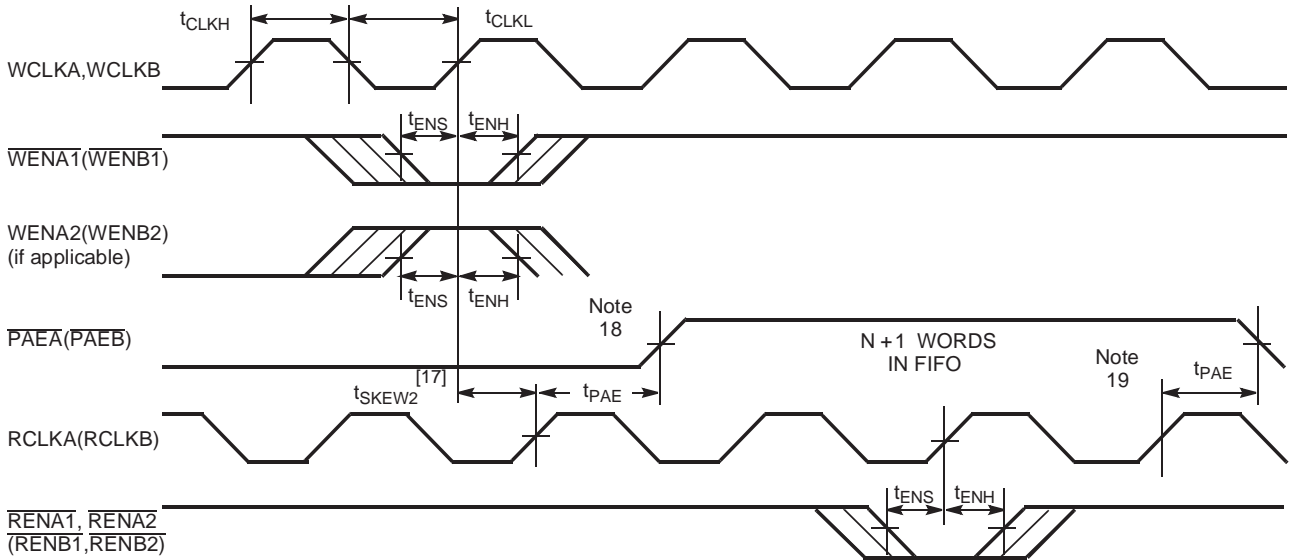 tCLKH
tCLKL
WCLKA,WCLKB
tENS
tENH
WENA1(WENB1)
WENA2(WENB2)
(if applicable)
tENS
tENH
Note
18
PAEA(PAEB)
N +1 WORDS
IN FIFO
Note
19
tPAE
[17]
tSKEW2
tPAE
RCLKA(RCLKB)
tENS
tENH
RENA1, RENA2
(RENB1,RENB2)